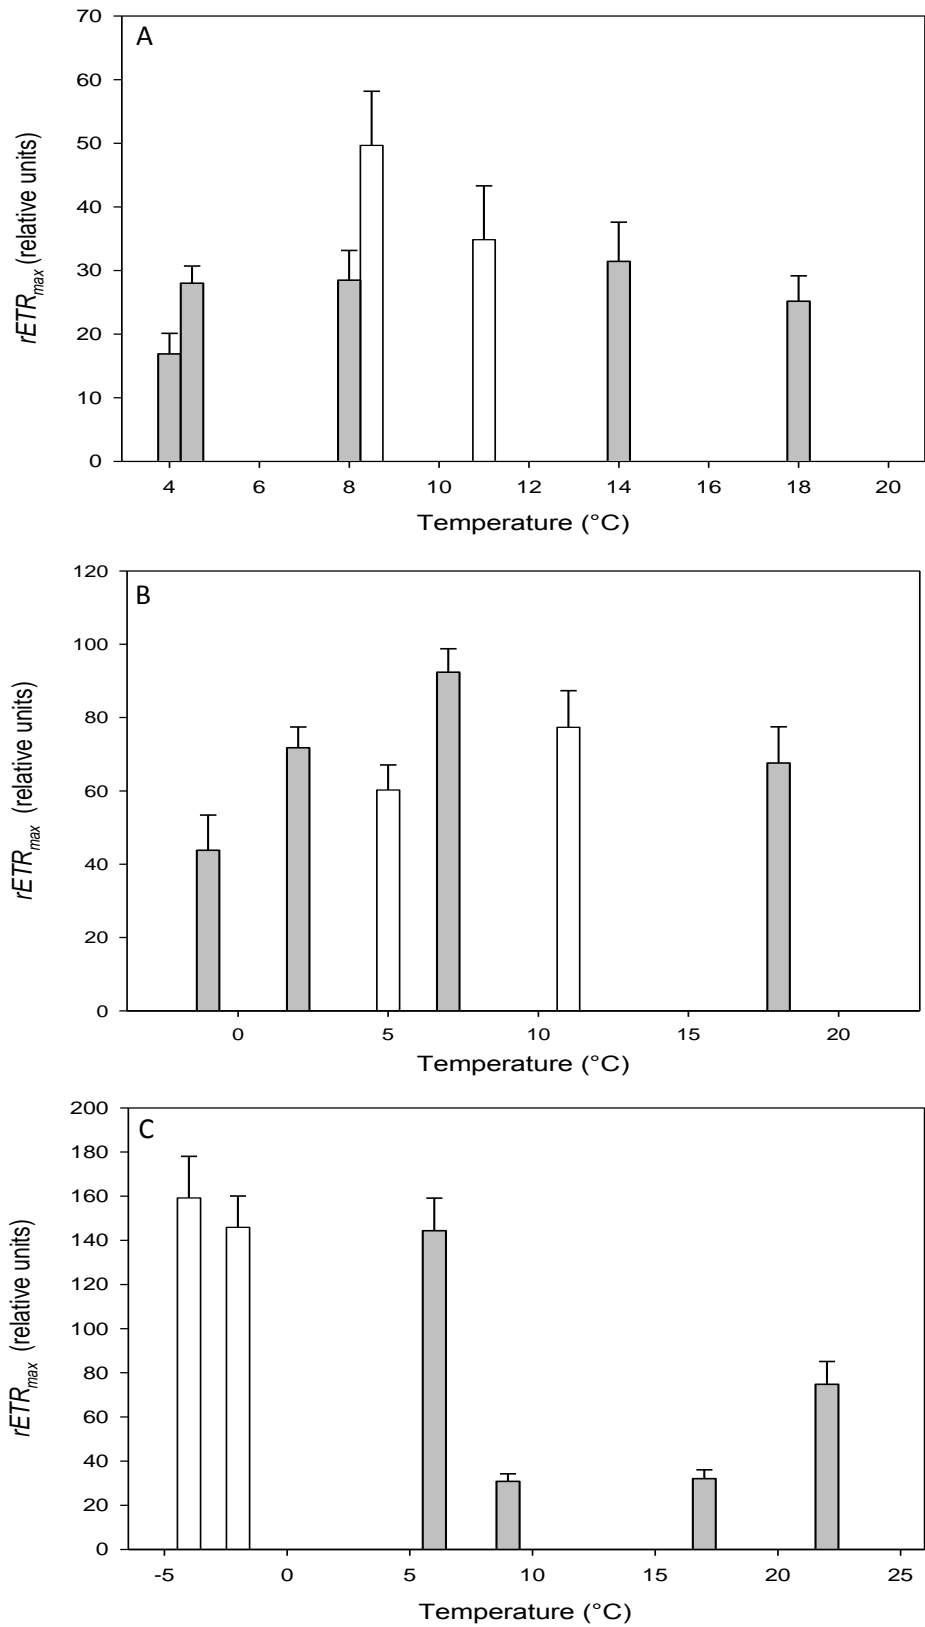 A
70
60
50
40
30
20
10
0
rETRmax (relative units)
4 6 8 10 12 14 16 18 20
Temperature (°C)
B
120
100
80
60
40
20
0
rETRmax (relative units)
0 5 10 15 20
Temperature (°C)
C
200
180
160
140
120
100
80
60
40
20
0
rETRmax (relative units)
-5 0 5 10 15 20 25
Temperature (°C)